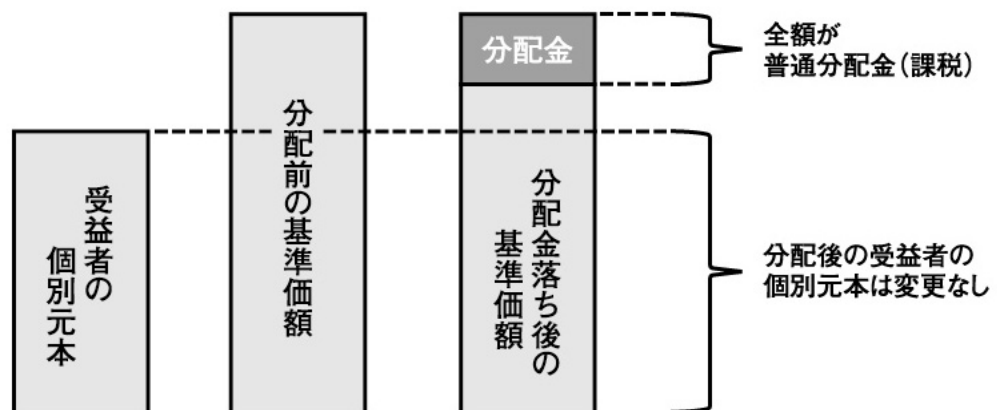 受益者の
個別元本
分配前の基準価額
分配金
分配金落ち後の
基準価額
全額が
普通分配金（課税）
分配後の受益者の
個別元本は変更なし